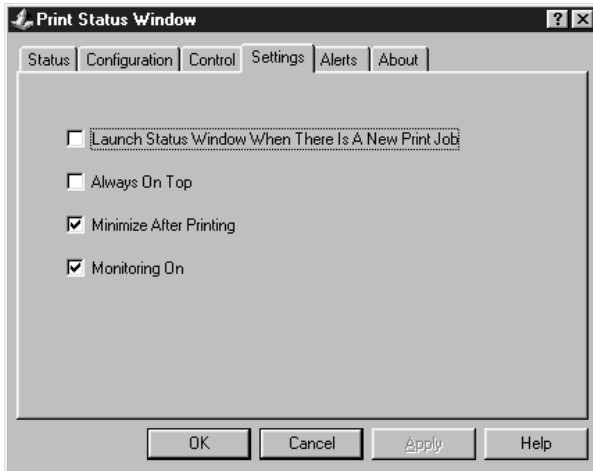 Print Status Window
Status Configuration Control Settings Alerts About
Launch Status Window When There Is A New Print Job
Always On Top
Minimize After Printing
Monitoring On
OK Cancel Apply Help